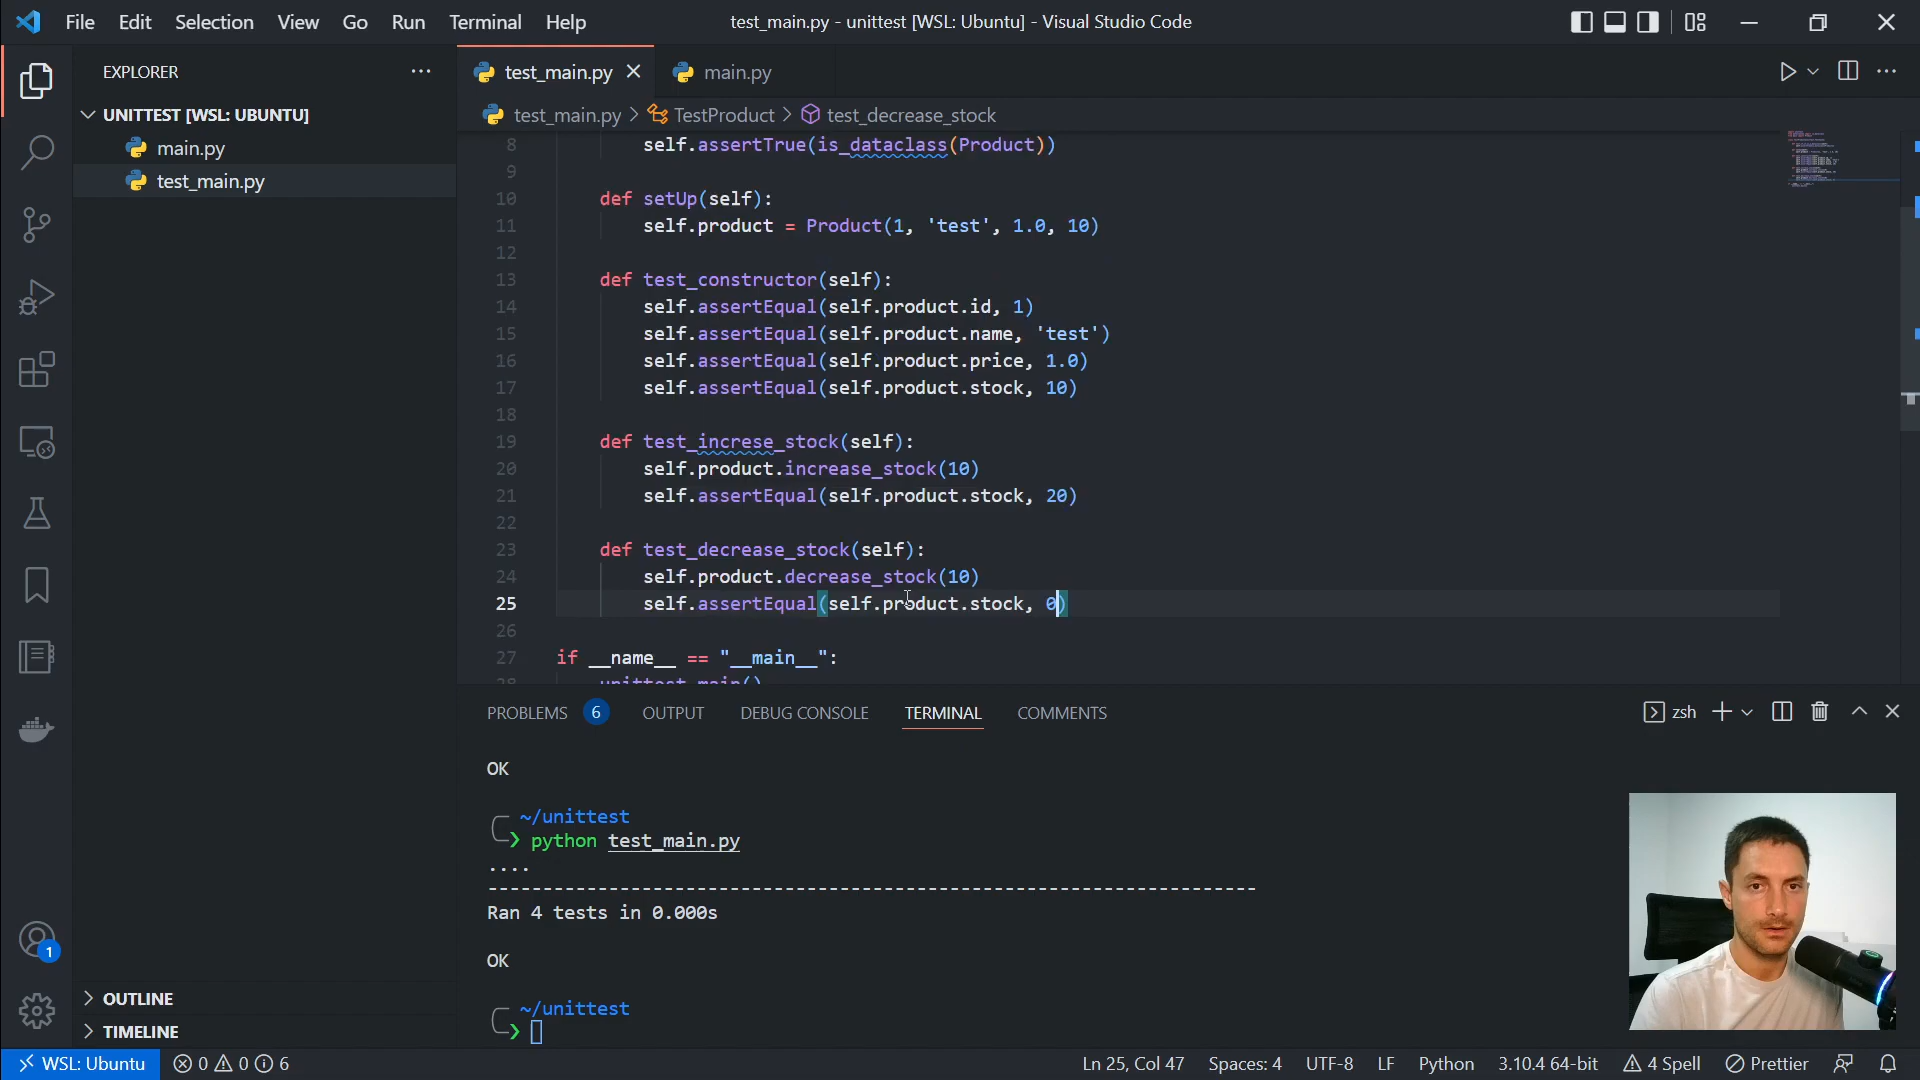 File Edit Selection View Go Run Terminal Help
test_main.py - unittest [WSL: Ubuntu] - Visual Studio Code
EXPLORER
UNITTEST [WSL: UBUNTU]
main.py
test_main.py
OUTLINE
TIMELINE
test_main.py
main.py
test_main.py > TestProduct > test_decrease_stock
8 self.assertTrue(is_dataclass(Product))
9
10 def setUp(self):
11 self.product = Product(1, 'test', 1.0, 10)
12
13 def test_constructor(self):
14 self.assertEqual(self.product.id, 1)
15 self.assertEqual(self.product.name, 'test')
16 self.assertEqual(self.product.price, 1.0)
17 self.assertEqual(self.product.stock, 10)
18
19 def test_increse_stock(self):
20 self.product.increase_stock(10)
21 self.assertEqual(self.product.stock, 20)
22
23 def test_decrease_stock(self):
24 self.product.decrease_stock(10)
25 self.assertEqual(self.product.stock, 0)
26
27 if __name__ == "__main__":
28 unittest.main()
PROBLEMS 6 OUTPUT DEBUG CONSOLE TERMINAL COMMENTS
zsh
OK
~/unittest
python test_main.py
....
----------------------------------------------------------------------
Ran 4 tests in 0.000s
OK
~/unittest
1
WSL: Ubuntu 0 0 6
Ln 25, Col 47 Spaces: 4 UTF-8 LF Python 3.10.4 64-bit 4 Spell Prettier